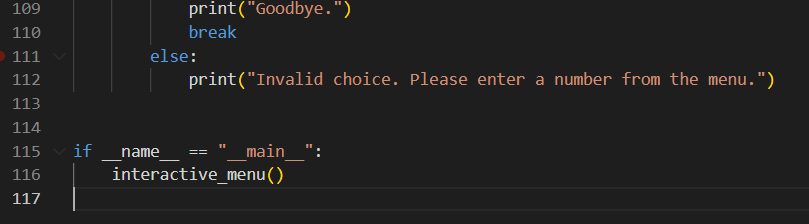 109 print("Goodbye.")
110 break
111 else:
112 print("Invalid choice. Please enter a number from the menu.")
113
114
115 if __name__ == "__main__":
116 interactive_menu()
117